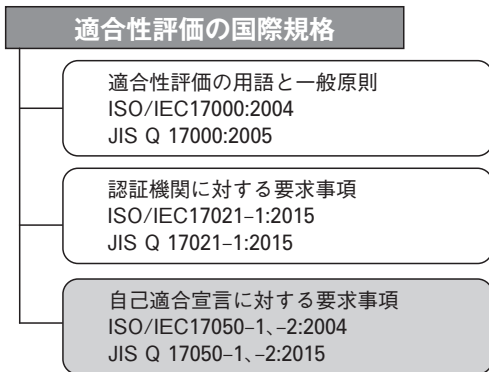 適合性評価の国際規格
適合性評価の用語と一般原則
ISO/IEC17000:2004
JIS Q 17000:2005
認証機関に対する要求事項
ISO/IEC17021–1:2015
JIS Q 17021–1:2015
自己適合宣言に対する要求事項
ISO/IEC17050–1、–2:2004
JIS Q 17050–1、–2:2015